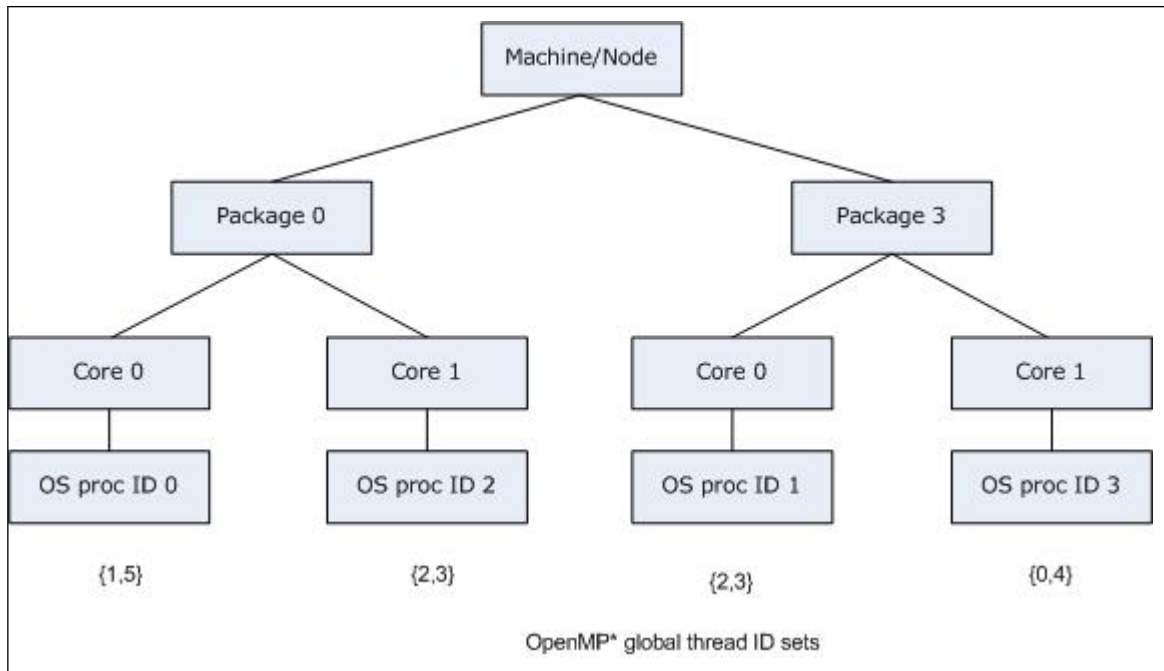 Machine/Node
Package 0
Package 3
Core 0
Core 1
Core 0
Core 1
OS proc ID 0
OS proc ID 2
OS proc ID 1
OS proc ID 3
{1,5}
{2,3}
{2,3}
{0,4}
OpenMP* global thread ID sets